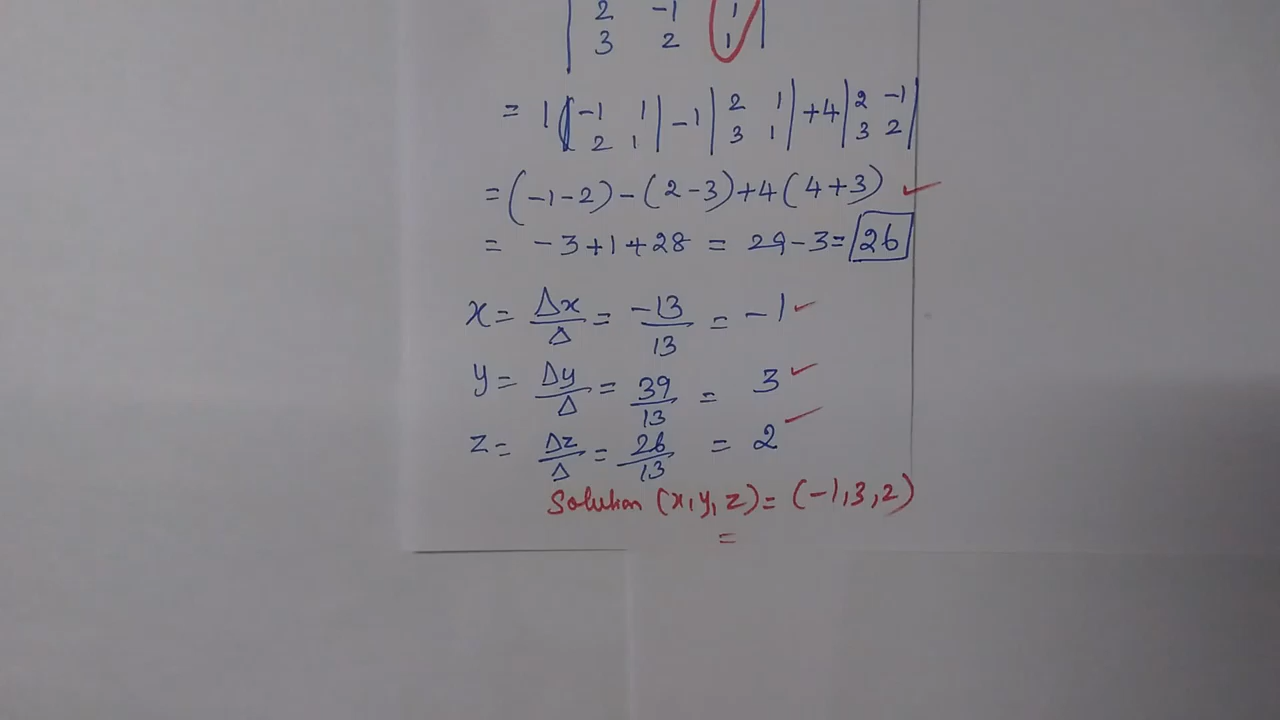 | 2 -1 1 |
| 3 2 1 |
= 1 | -1 1 | - 1 | 2 1 | + 4 | 2 -1 |
| 2 1 | | 3 1 | | 3 2 |
= (-1-2) - (2-3) + 4 (4+3) ✓
= -3+1+28 = 29-3 = 26
x = Δx/Δ = -13/13 = -1 ✓
y = Δy/Δ = 39/13 = 3 ✓
z = Δz/Δ = 26/13 = 2 ✓
Solution (x,y,z) = (-1,3,2)
=